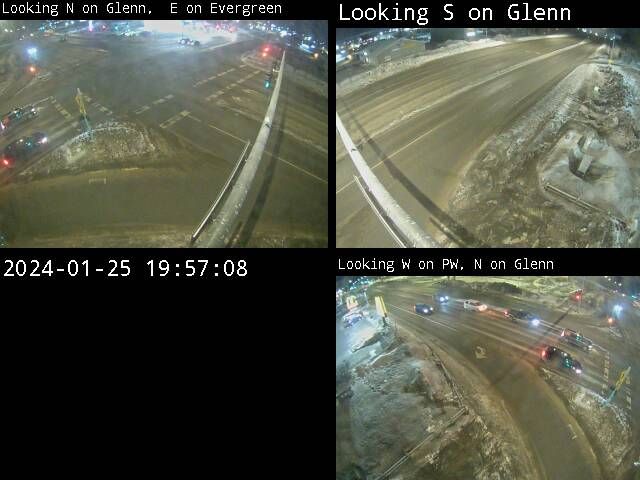 Looking N on Glenn,  E on Evergreen
Looking S on Glenn
2024-01-25 19:57:08
Looking W on PW, N on Glenn